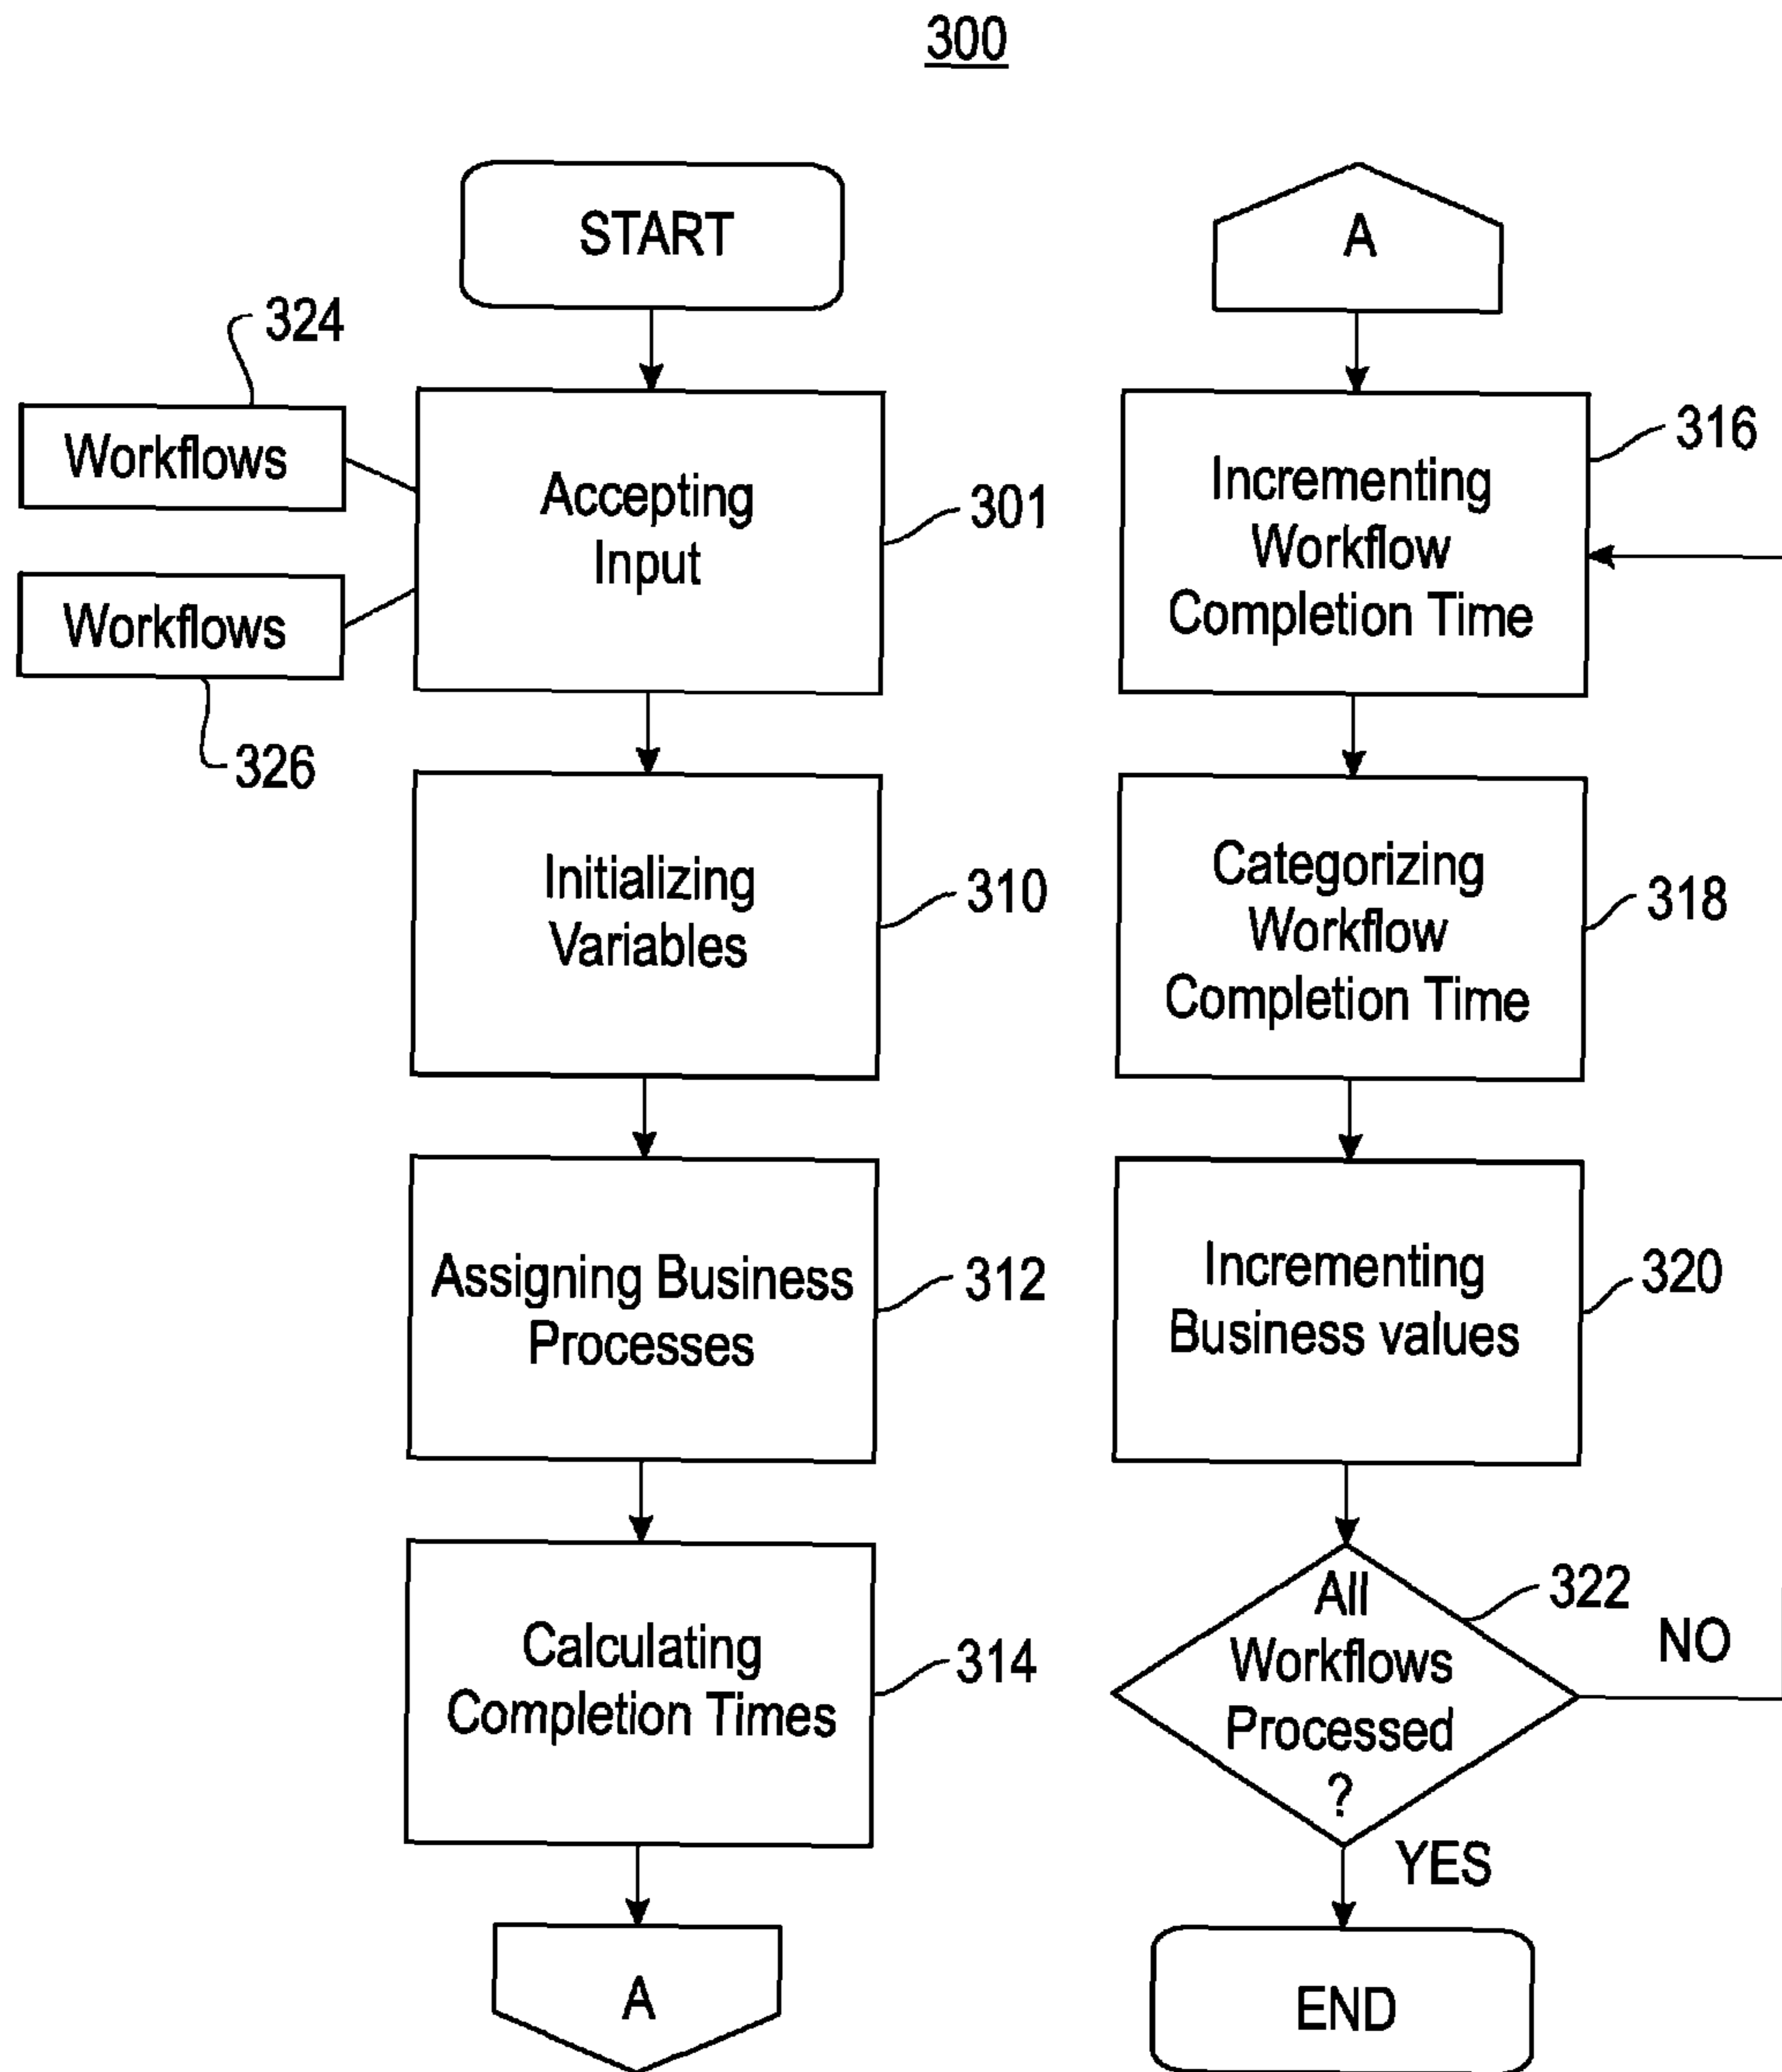 300
START
324
Workflows
Accepting
Input
301
Workflows
326
Initializing
Variables
310
Assigning Business
Processes
312
Calculating
Completion Times
314
A
A
Incrementing
Workflow
Completion Time
316
Categorizing
Workflow
Completion Time
318
Incrementing
Business values
320
All
Workflows
Processed
?
322
NO
YES
END